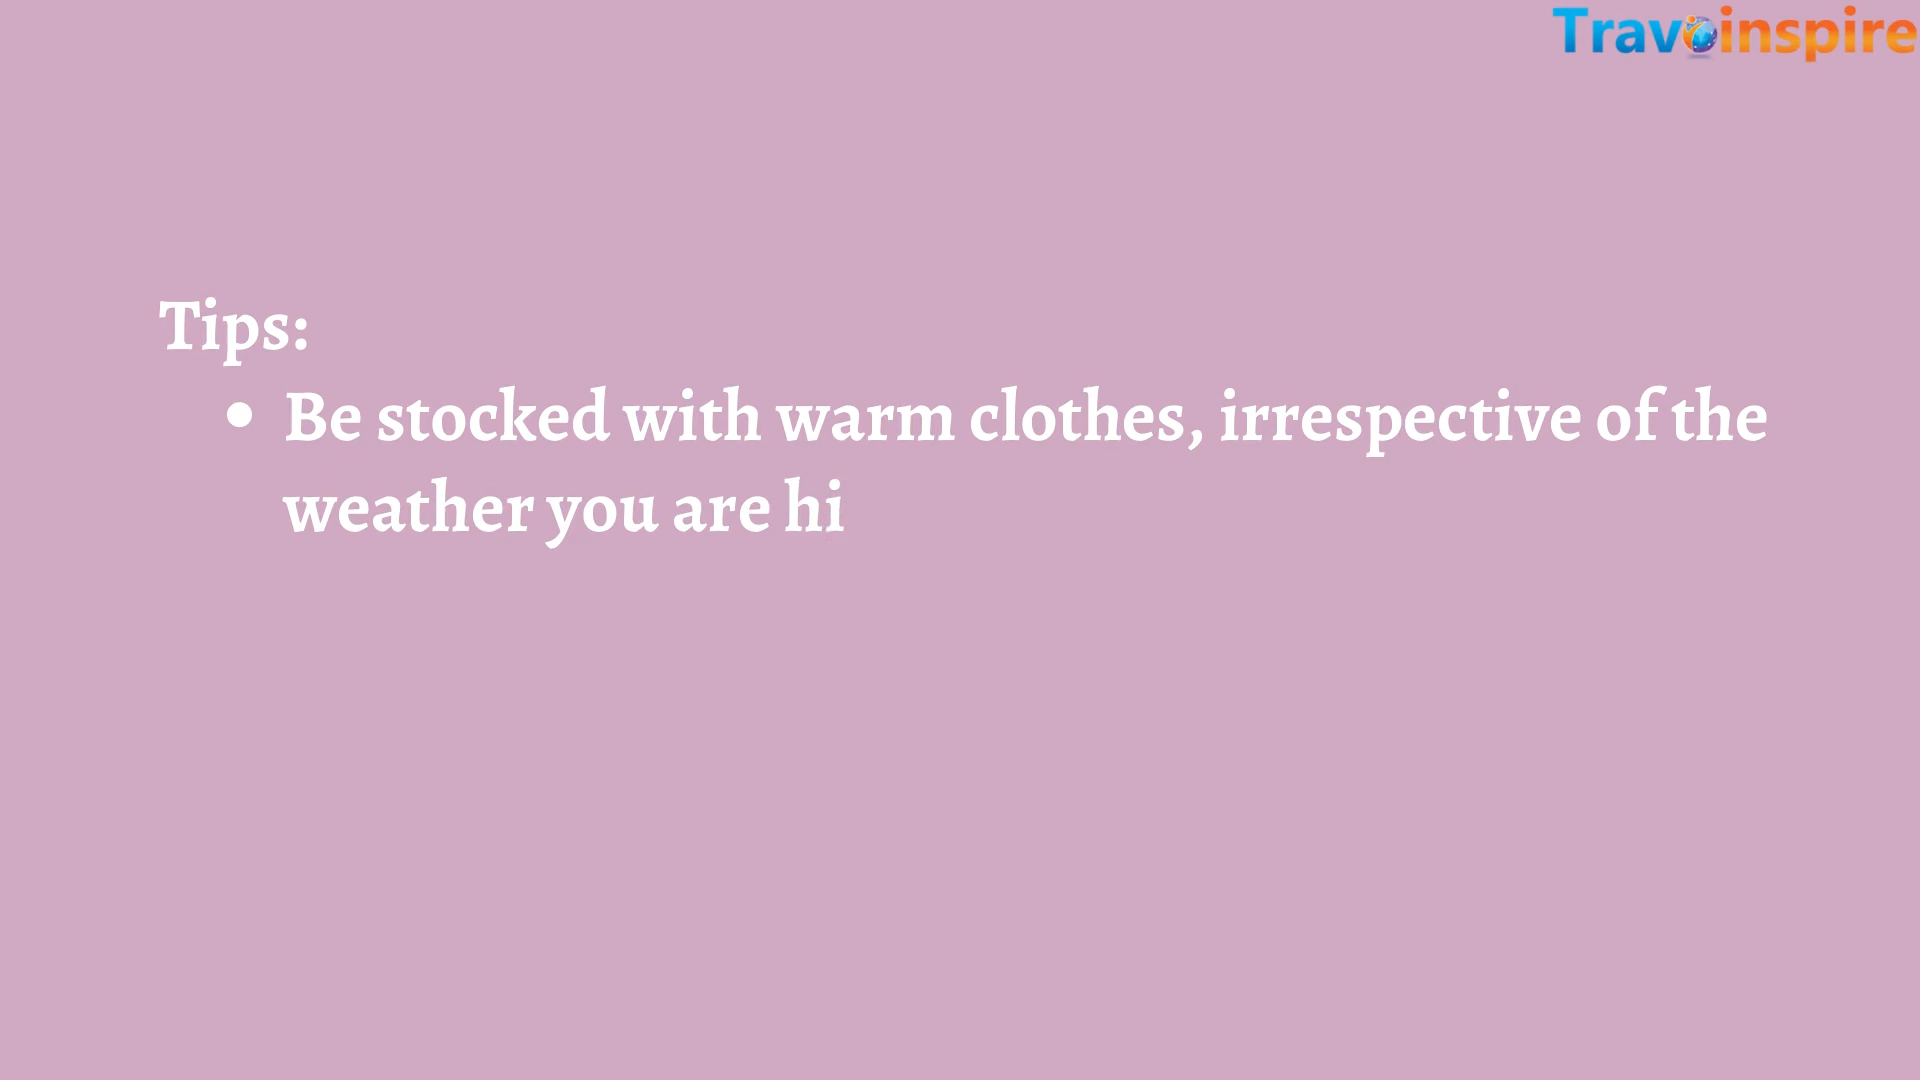 Travoinspire
Tips:
• Be stocked with warm clothes, irrespective of the
weather you are hi